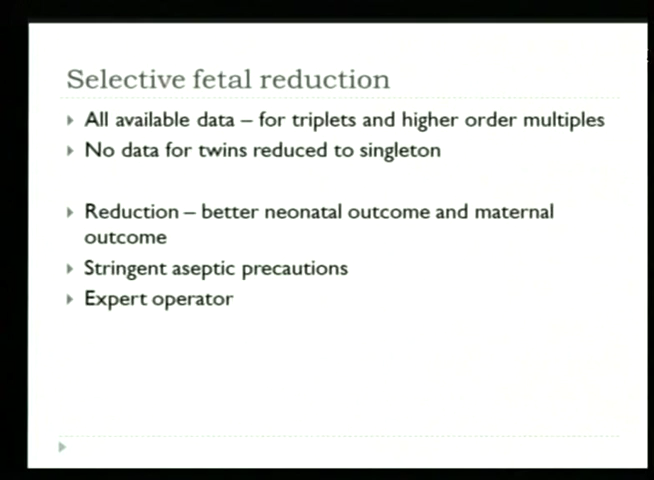 Selective fetal reduction
All available data – for triplets and higher order multiples
No data for twins reduced to singleton
Reduction – better neonatal outcome and maternal
outcome
Stringent aseptic precautions
Expert operator